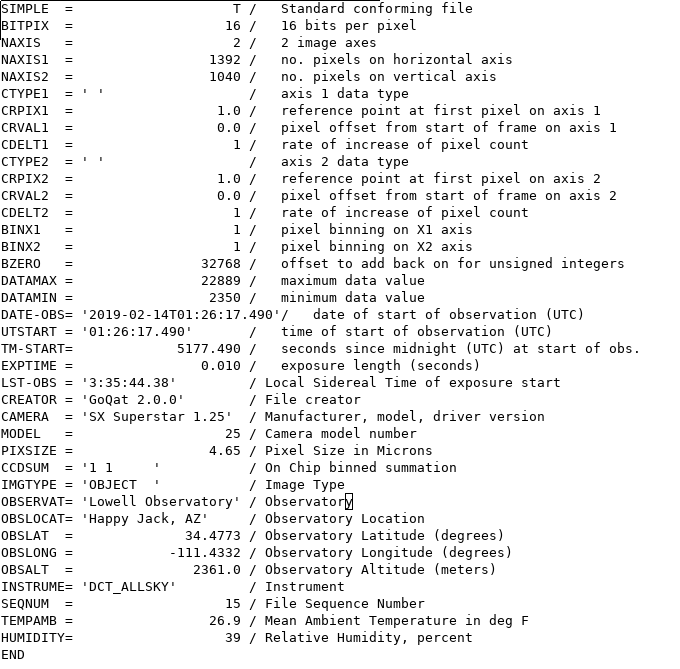 SIMPLE  =                    T /   Standard conforming file
BITPIX  =                   16 /   16 bits per pixel
NAXIS   =                    2 /   2 image axes
NAXIS1  =                 1392 /   no. pixels on horizontal axis
NAXIS2  =                 1040 /   no. pixels on vertical axis
CTYPE1  = ' '                  /   axis 1 data type
CRPIX1  =                  1.0 /   reference point at first pixel on axis 1
CRVAL1  =                  0.0 /   pixel offset from start of frame on axis 1
CDELT1  =                    1 /   rate of increase of pixel count
CTYPE2  = ' '                  /   axis 2 data type
CRPIX2  =                  1.0 /   reference point at first pixel on axis 2
CRVAL2  =                  0.0 /   pixel offset from start of frame on axis 2
CDELT2  =                    1 /   rate of increase of pixel count
BINX1   =                    1 /   pixel binning on X1 axis
BINX2   =                    1 /   pixel binning on X2 axis
BZERO   =                32768 /   offset to add back on for unsigned integers
DATAMAX =                22889 /   maximum data value
DATAMIN =                 2350 /   minimum data value
DATE-OBS= '2019-02-14T01:26:17.490'/   date of start of observation (UTC)
UTSTART = '01:26:17.490'       /   time of start of observation (UTC)
TM-START=             5177.490 /   seconds since midnight (UTC) at start of obs.
EXPTIME =                0.010 /   exposure length (seconds)
LST-OBS = '3:35:44.38'         / Local Sidereal Time of exposure start
CREATOR = 'GoQat 2.0.0'        / File creator
CAMERA  = 'SX Superstar 1.25'  / Manufacturer, model, driver version
MODEL   =                   25 / Camera model number
PIXSIZE =                 4.65 / Pixel Size in Microns
CCDSUM  = '1 1     '           / On Chip binned summation
IMGTYPE = 'OBJECT  '           / Image Type
OBSERVAT= 'Lowell Observatory' / Observatory
OBSLOCAT= 'Happy Jack, AZ'     / Observatory Location
OBSLAT  =              34.4773 / Observatory Latitude (degrees)
OBSLONG =            -111.4332 / Observatory Longitude (degrees)
OBSALT  =               2361.0 / Observatory Altitude (meters)
INSTRUME= 'DCT_ALLSKY'         / Instrument
SEQNUM  =                   15 / File Sequence Number
TEMPAMB =                 26.9 / Mean Ambient Temperature in deg F
HUMIDITY=                   39 / Relative Humidity, percent
END